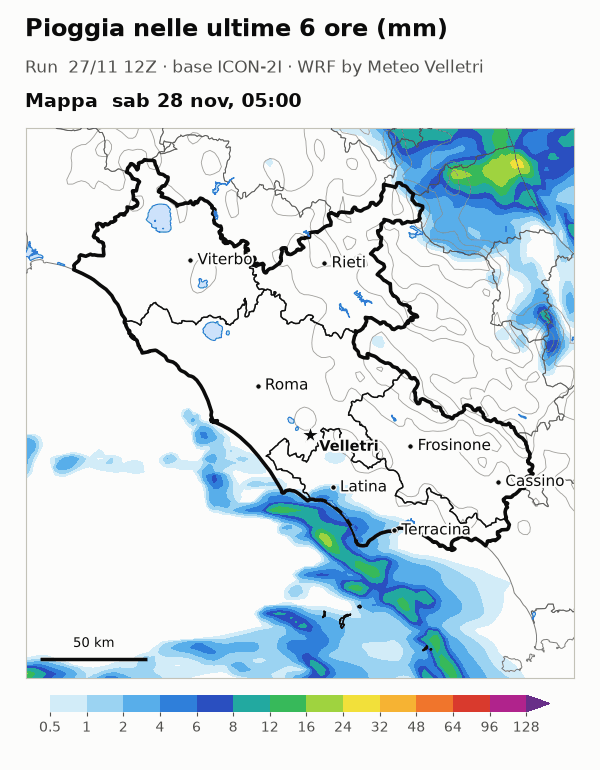 Pioggia nelle ultime 6 ore (mm)
Run  27/11 12Z · base ICON-2I · WRF by Meteo Velletri
Mappa  sab 28 nov, 05:00
Viterbo
Rieti
Roma
Velletri
Frosinone
Latina
Cassino
Terracina
50 km
0.5 1 2 4 6 8 12 16 24 32 48 64 96 128